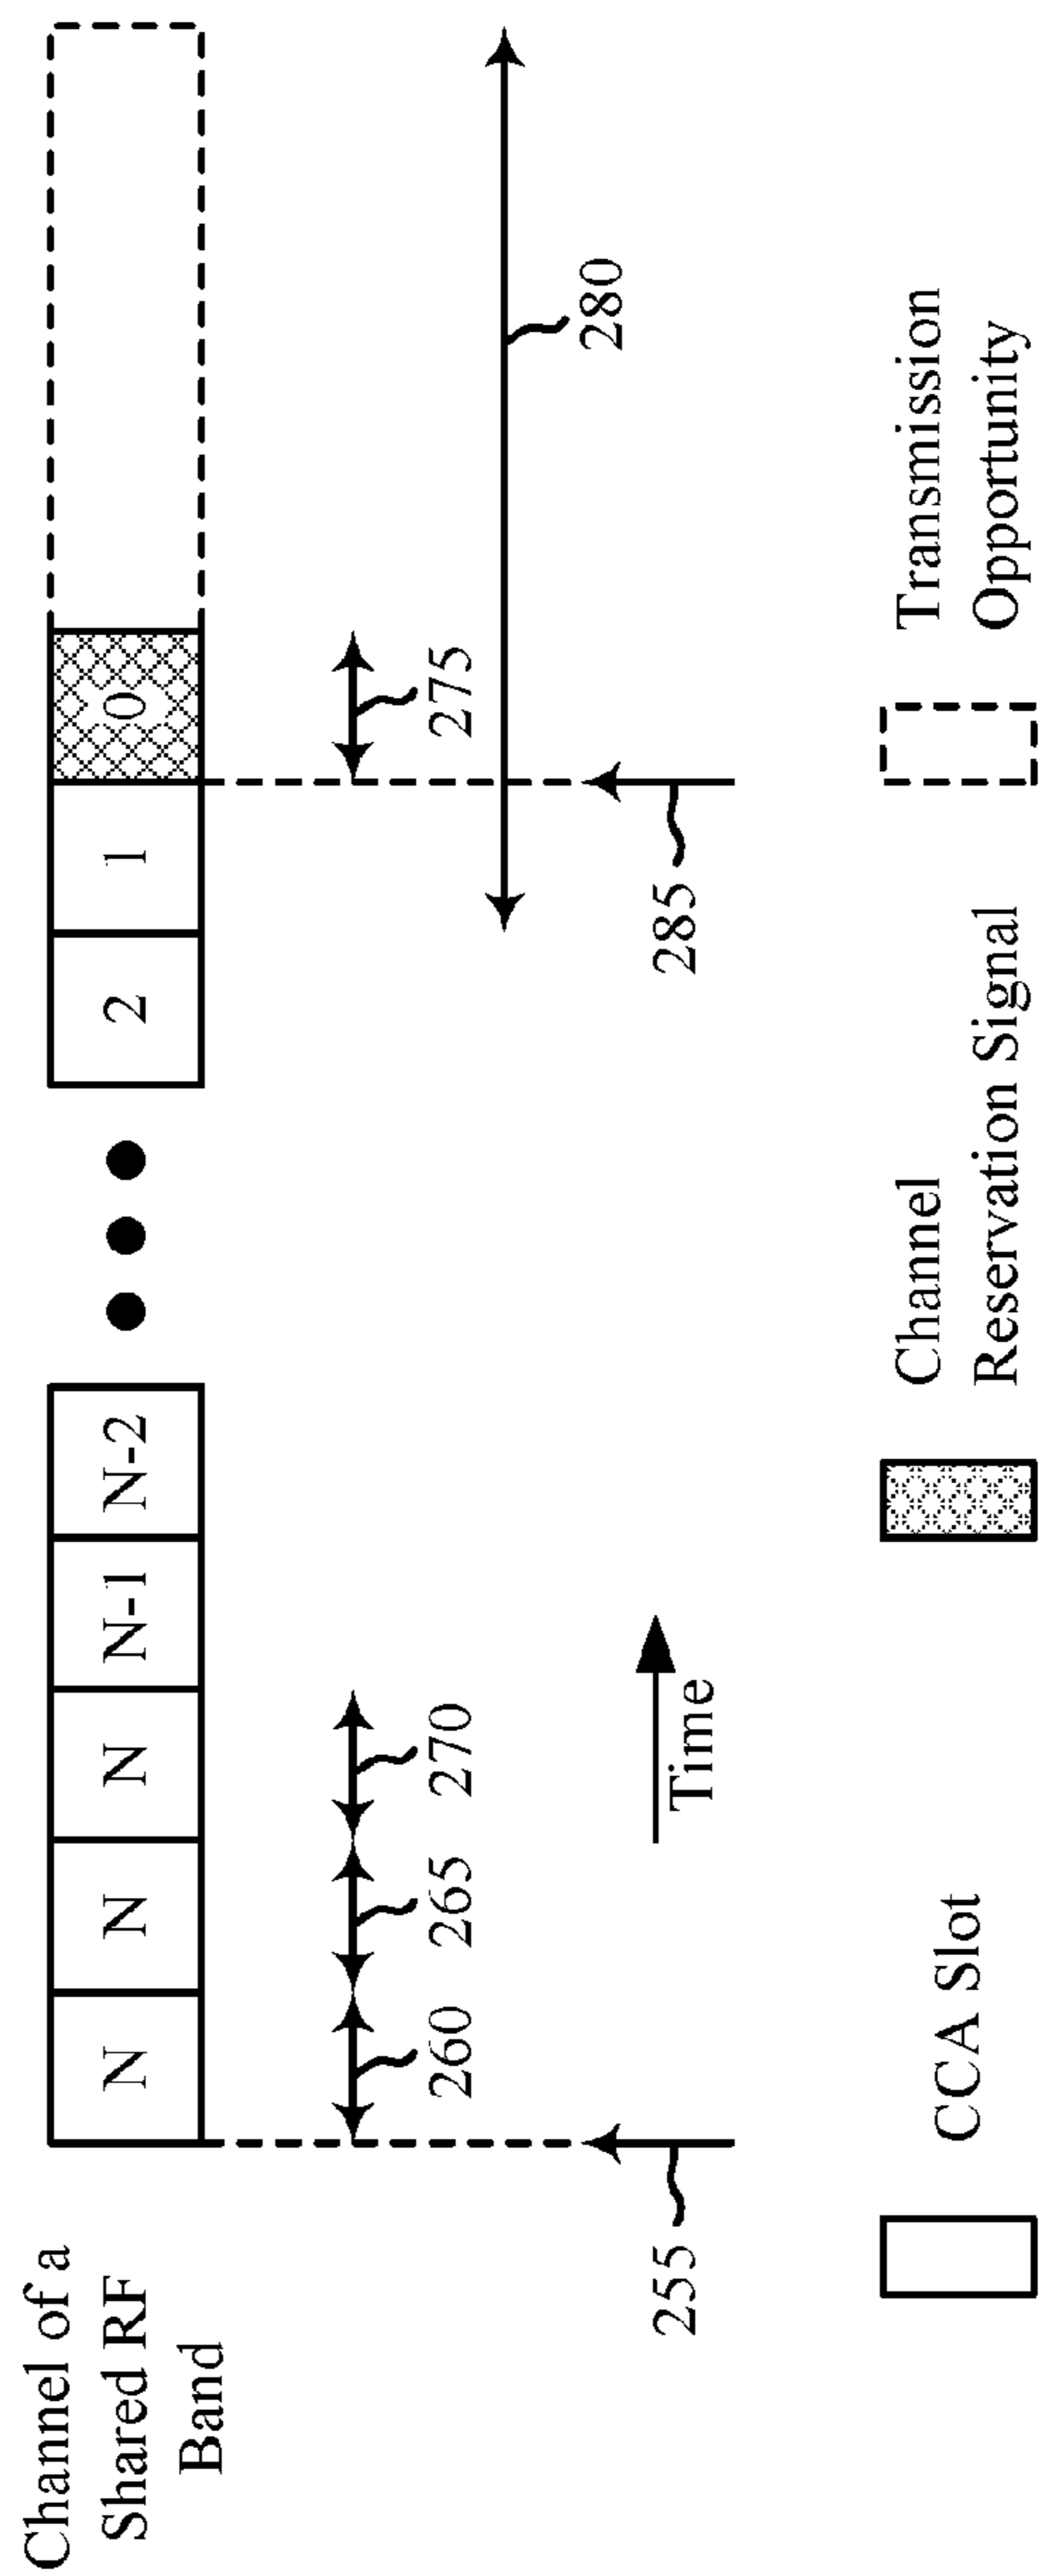 Channel of a
Shared RF
Band
N
N
N
N-1
N-2
2
1
0
260
265
270
275
280
255
285
Time
CCA Slot
Channel
Reservation Signal
Transmission
Opportunity